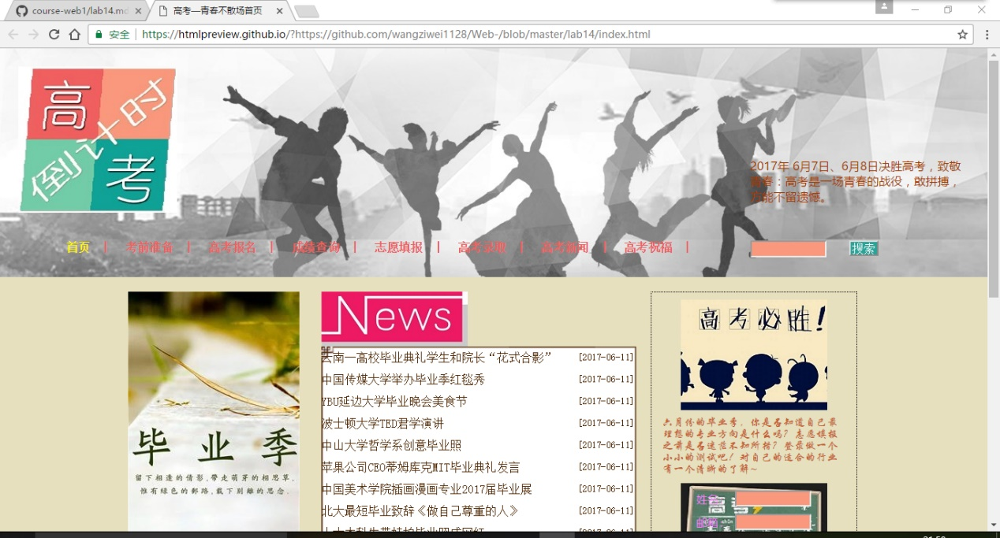 course-web1/lab14.md
高考—青春不散场首页
安全
https://htmlpreview.github.io/?https://github.com/wangziwei1128/Web-/blob/master/lab14/index.html
高考
倒计时
2017年 6月7日、6月8日决胜高考，致敬
青春：高考是一场青春的战役，敢拼搏，
方能不留遗憾。
首页 | 考前准备 | 高考报名 | 成绩查询 | 志愿填报 | 高考录取 | 高考新闻 | 高考祝福 |
搜索
毕 业 季
留下相逢的倩影,带走萌芽的相思草,
惟有绿色的邮路,载下别离的思念.
News
云南一高校毕业典礼学生和院长“花式合影” [2017-06-11]
中国传媒大学举办毕业季红毯秀 [2017-06-11]
YBU延边大学毕业晚会美食节 [2017-06-11]
波士顿大学TED君学演讲 [2017-06-11]
中山大学哲学系创意毕业照 [2017-06-11]
苹果公司CEO蒂姆库克MIT毕业典礼发言 [2017-06-11]
中国美术学院插画漫画专业2017届毕业展 [2017-06-11]
北大最短毕业致辞《做自己尊重的人》 [2017-06-11]
[2017-06-11]
高考必胜!
六月份的毕业季，你是否知道自己最
理想的专业方向是什么吗？志愿填报
之前是否迷茫不知所措？登录做一个
小小的测试吧！对自己的适合的行业
有一个清晰的了解~
高考
姓名
邮箱